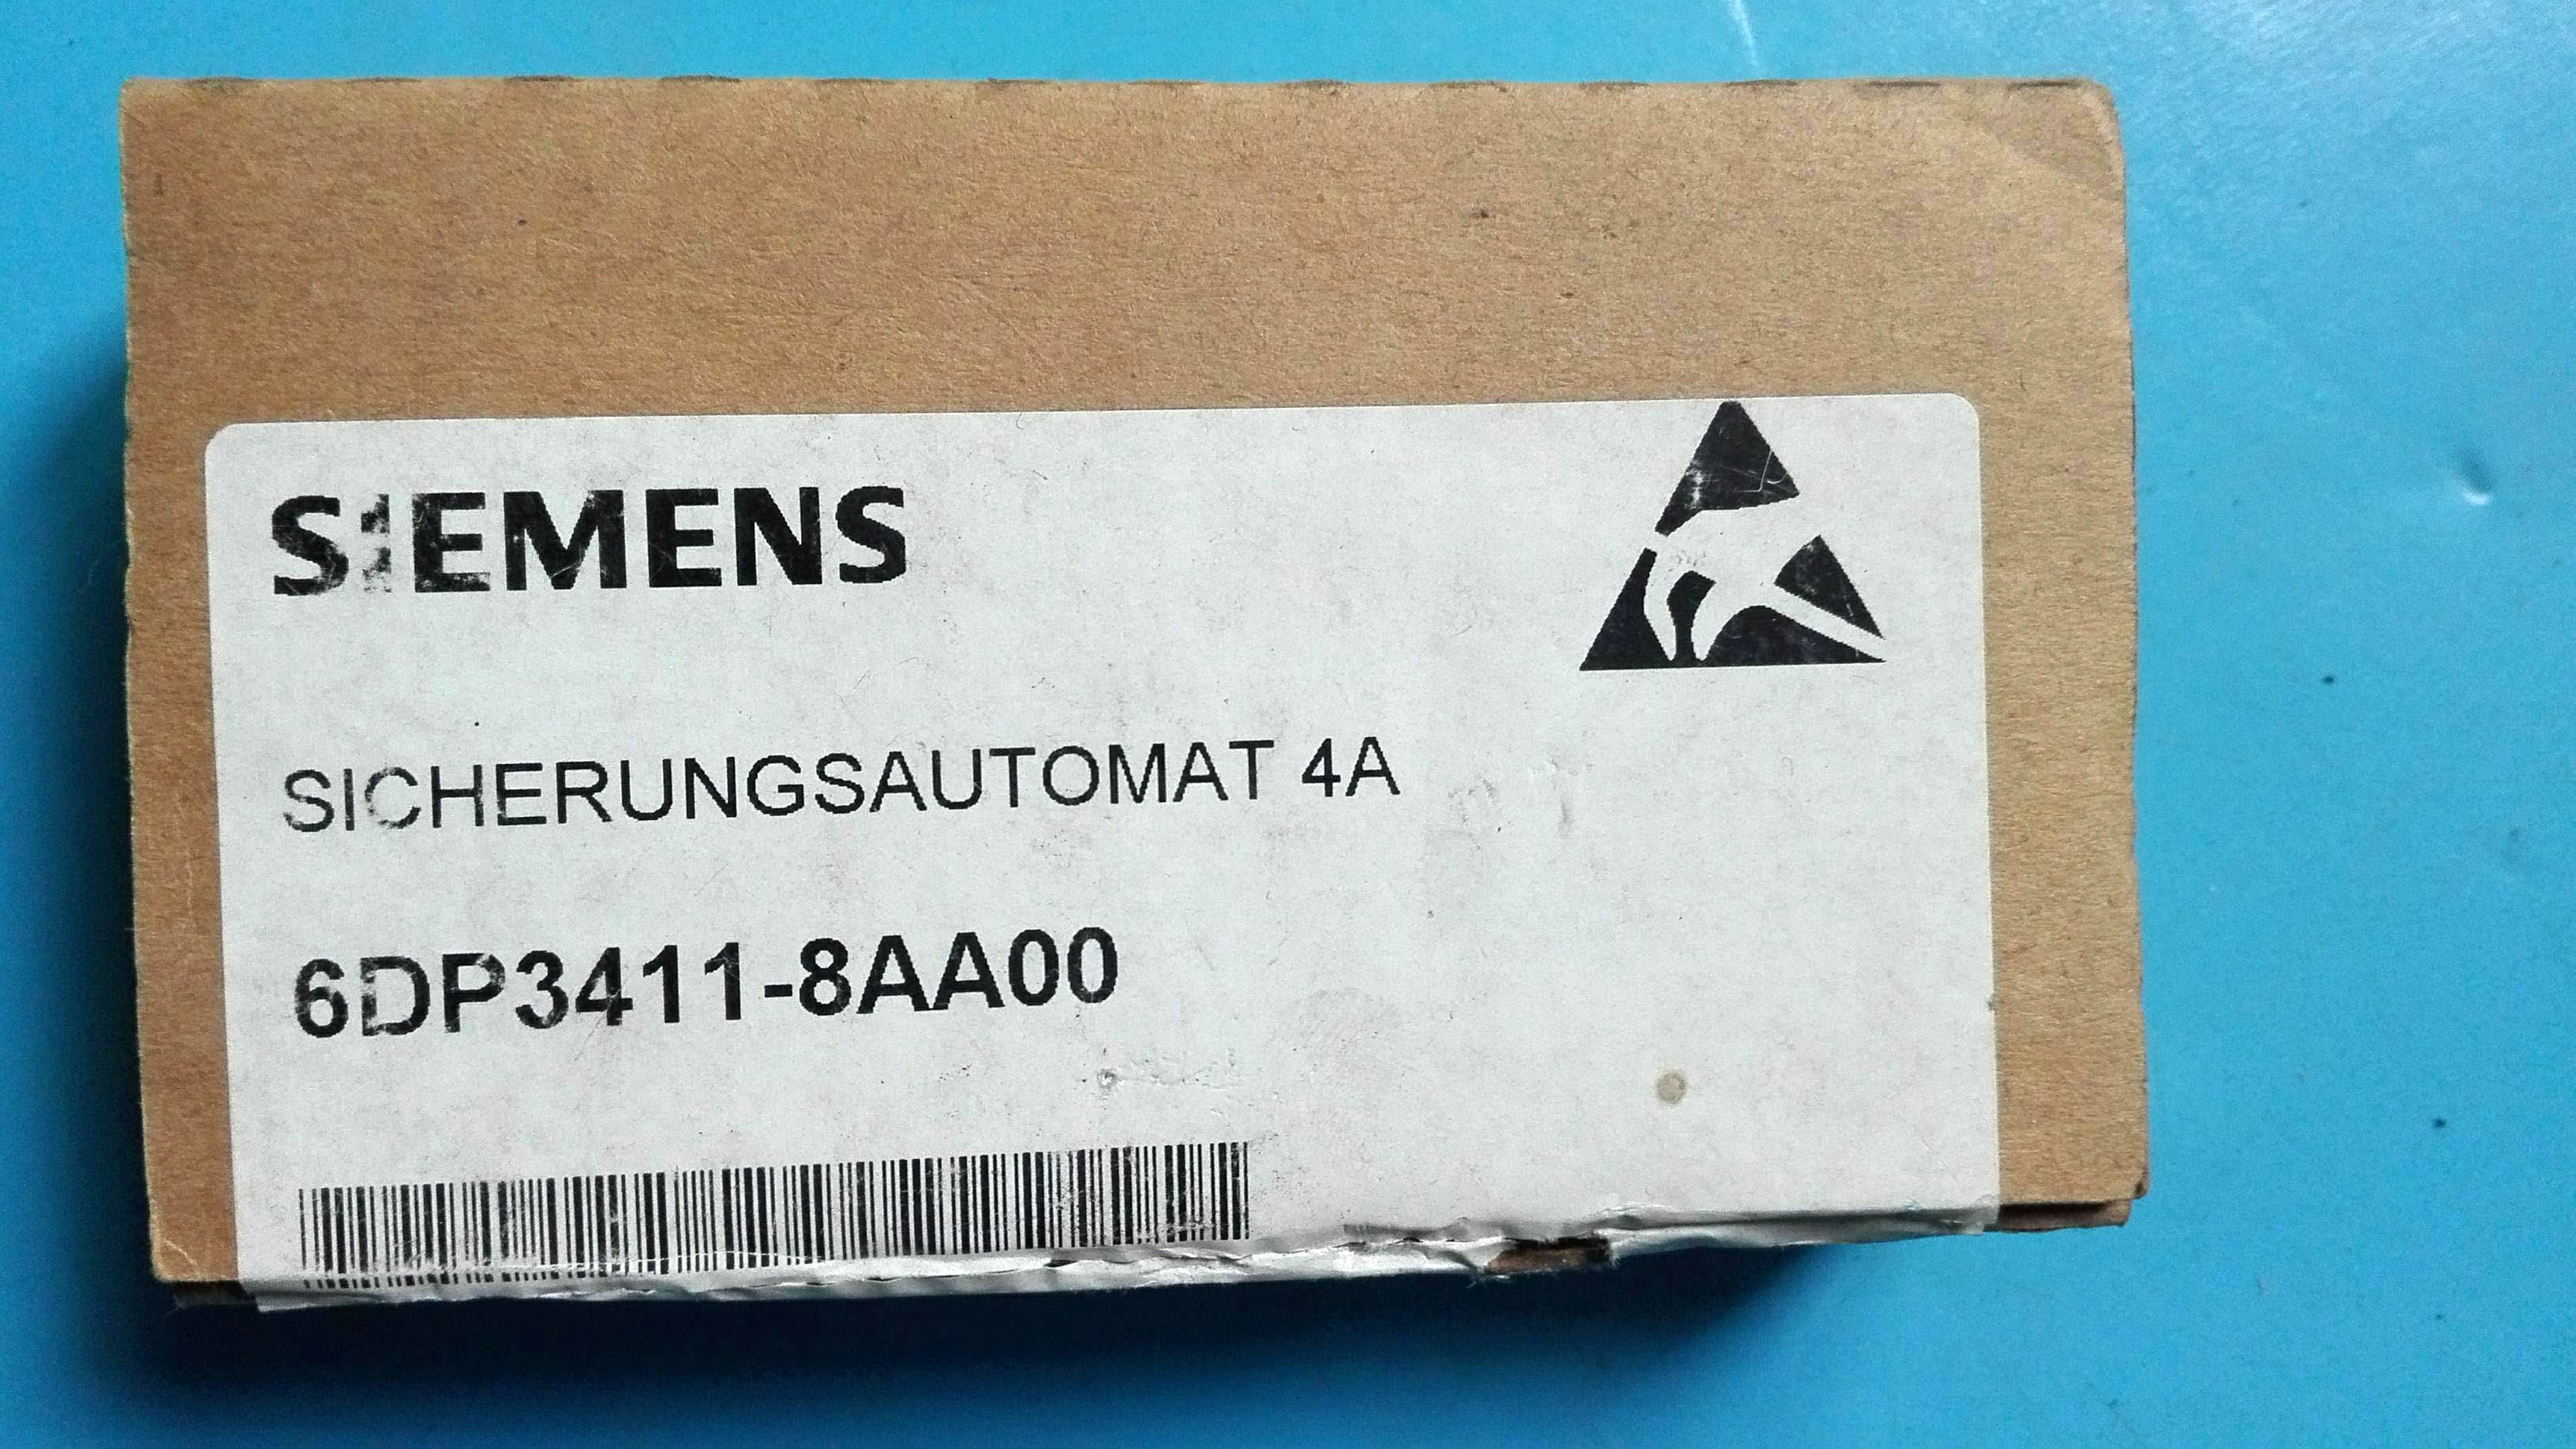 SIEMENS
SICHERUNGSAUTOMAT 4A
6DP3411-8AA00